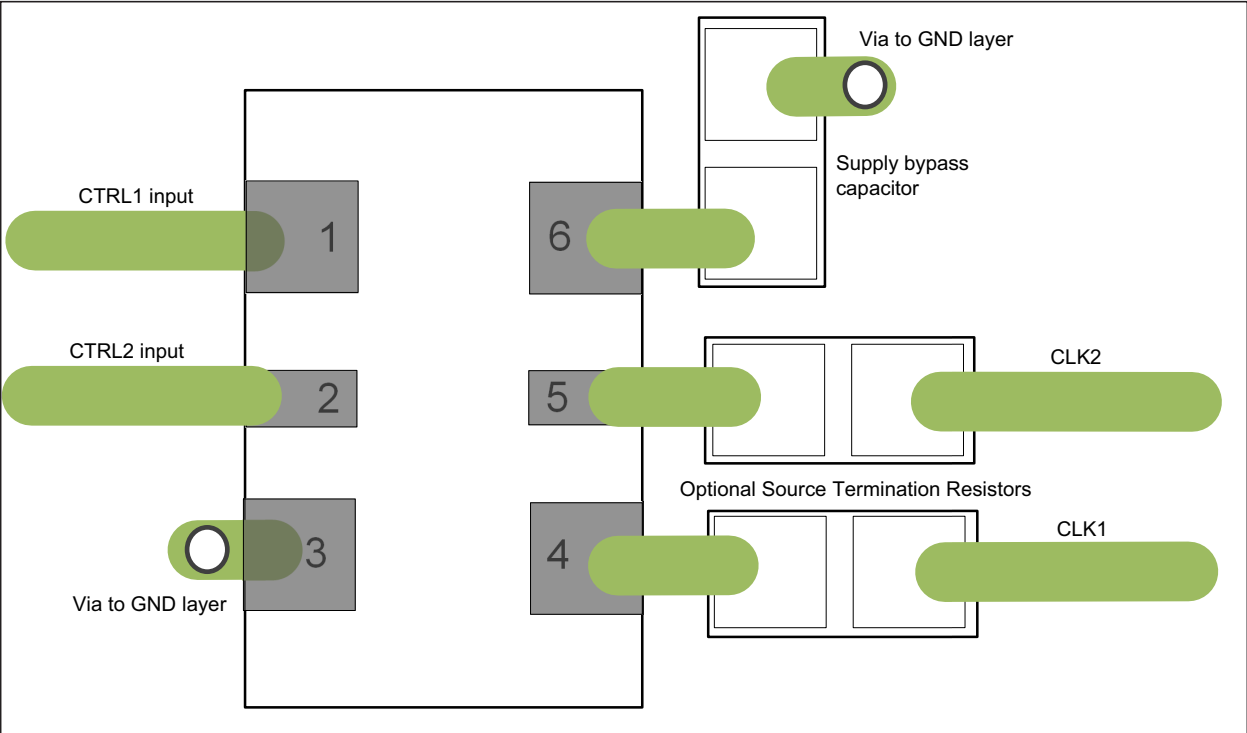 Via to GND layer
Supply bypass
capacitor
CTRL1 input
1
6
CTRL2 input
2
5
CLK2
Optional Source Termination Resistors
3
4
CLK1
Via to GND layer